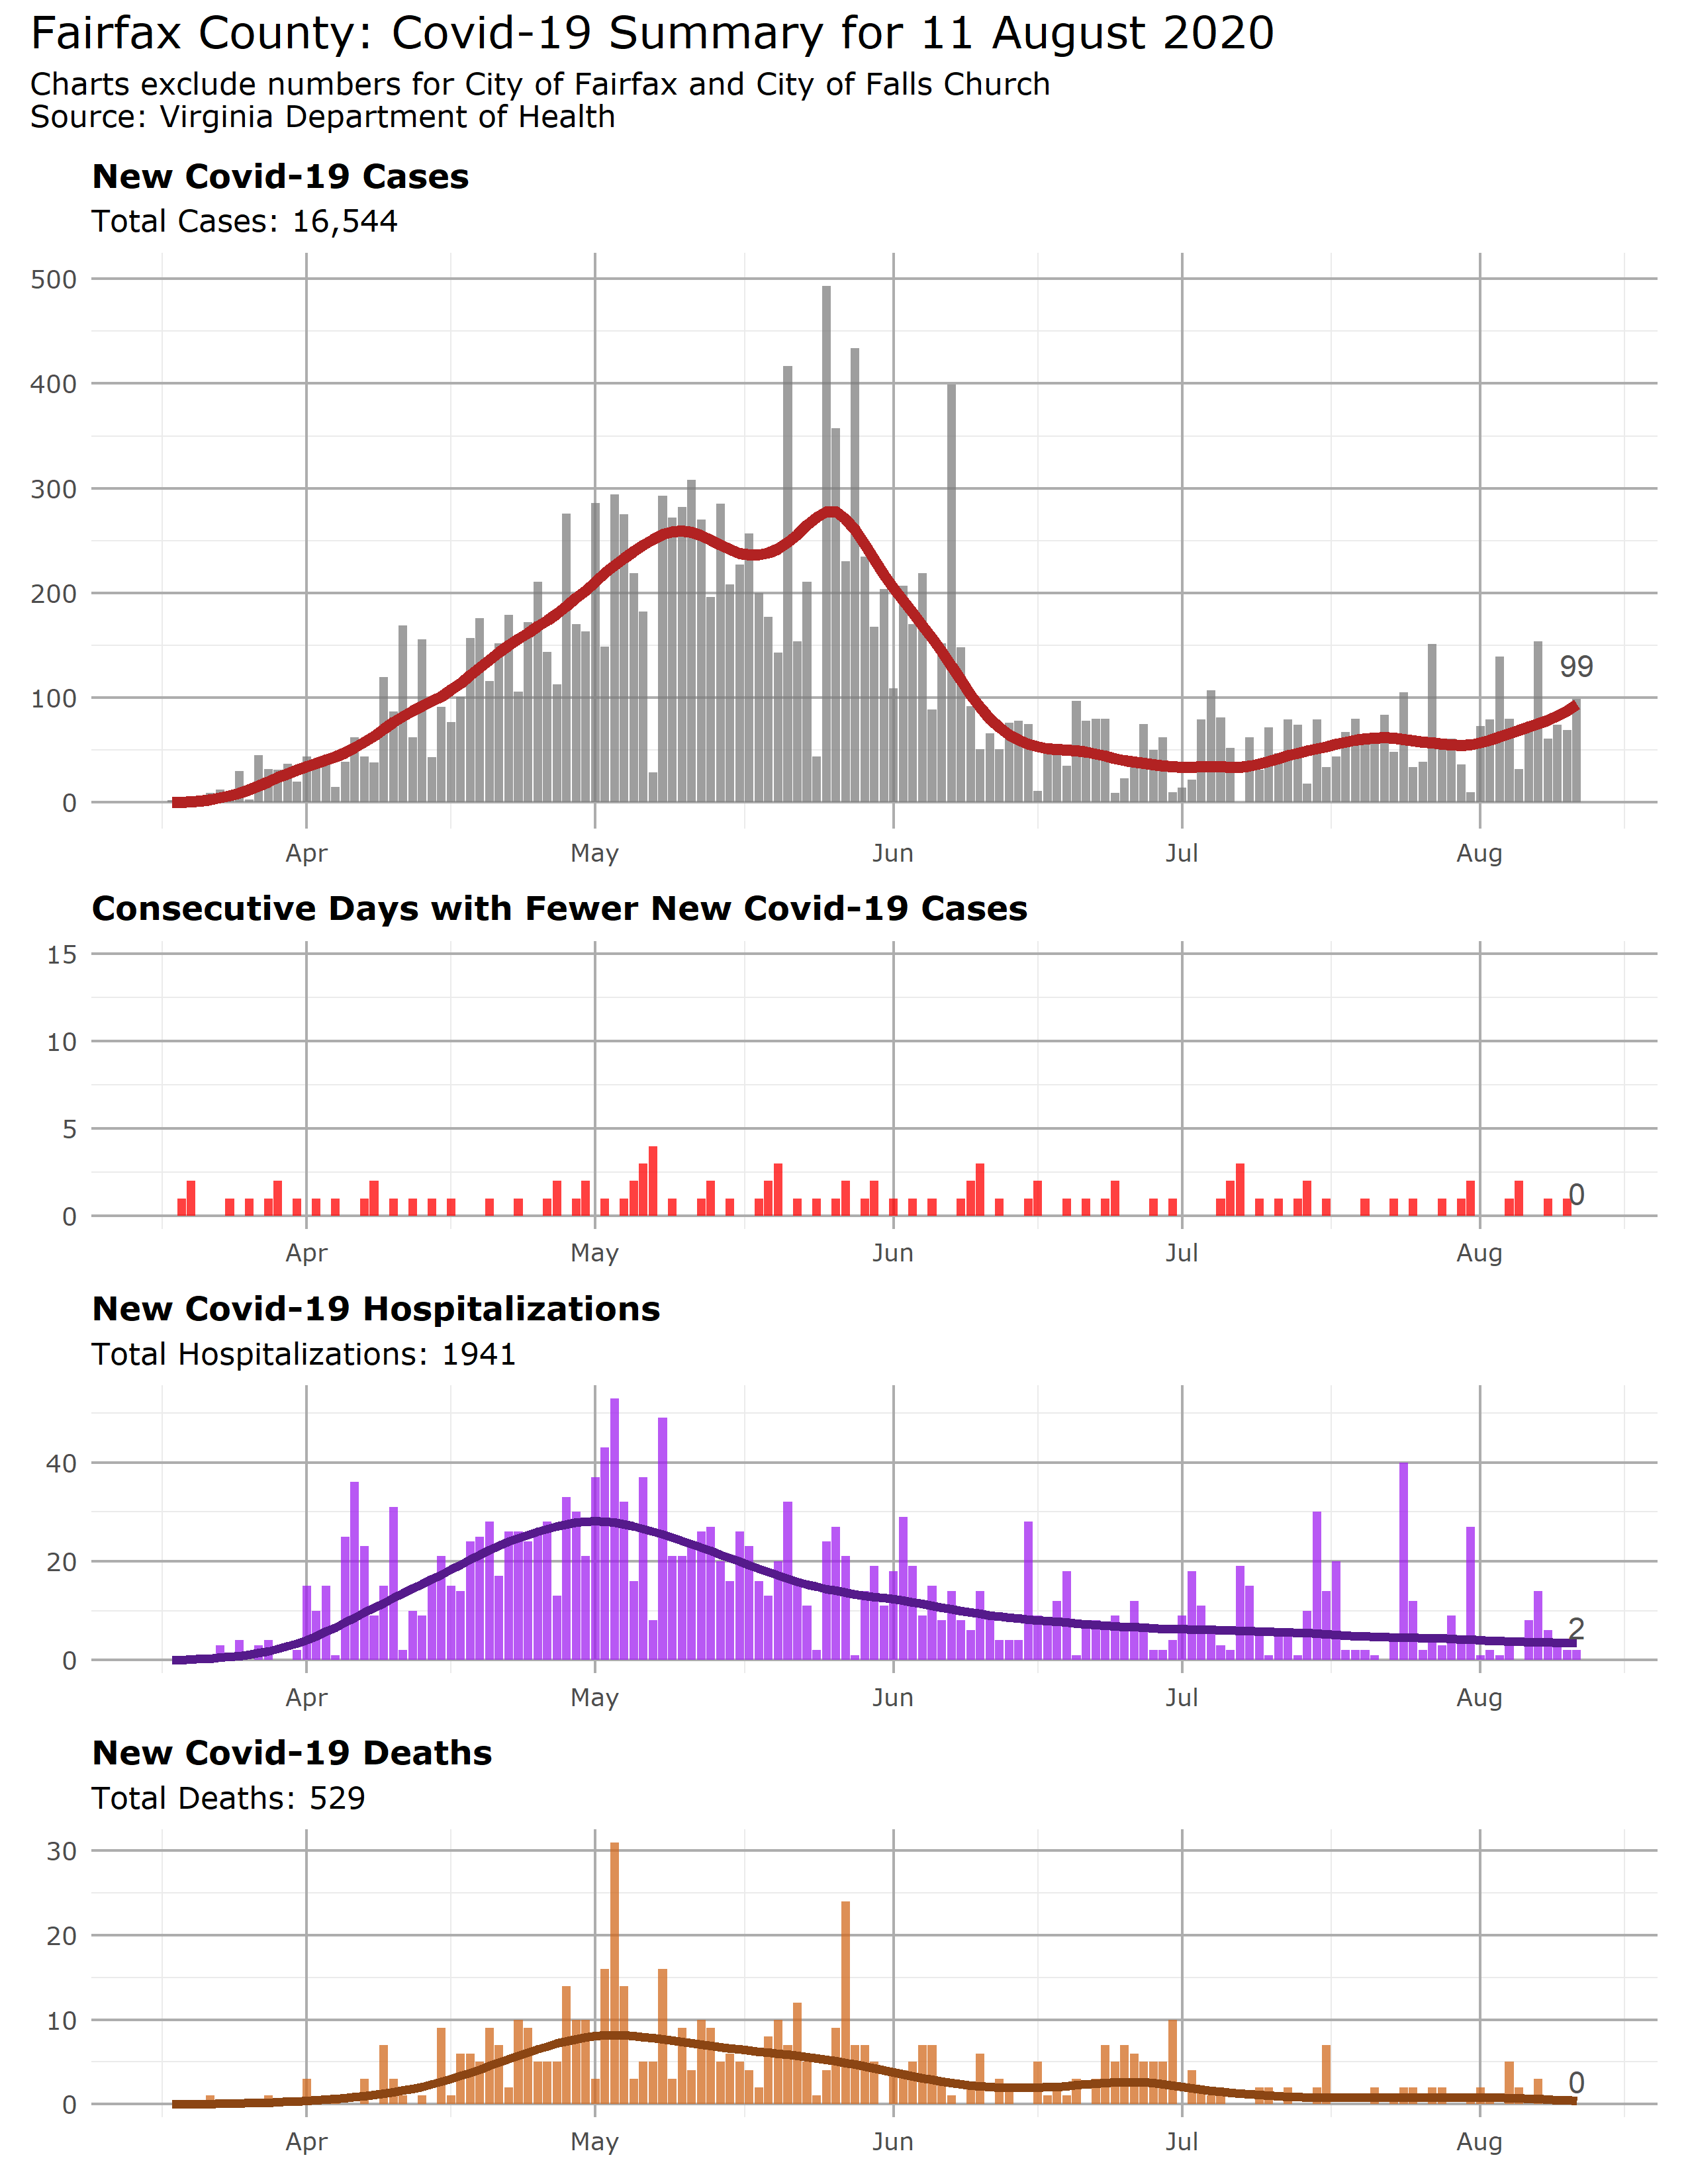 Fairfax County: Covid-19 Summary for 11 August 2020
Charts exclude numbers for City of Fairfax and City of Falls Church
Source: Virginia Department of Health
New Covid-19 Cases
Total Cases: 16,544
500
400
300
200
100
0
99
Apr May Jun Jul Aug
Consecutive Days with Fewer New Covid-19 Cases
15
10
5
0
0
Apr May Jun Jul Aug
New Covid-19 Hospitalizations
Total Hospitalizations: 1941
40
20
0
2
Apr May Jun Jul Aug
New Covid-19 Deaths
Total Deaths: 529
30
20
10
0
0
Apr May Jun Jul Aug